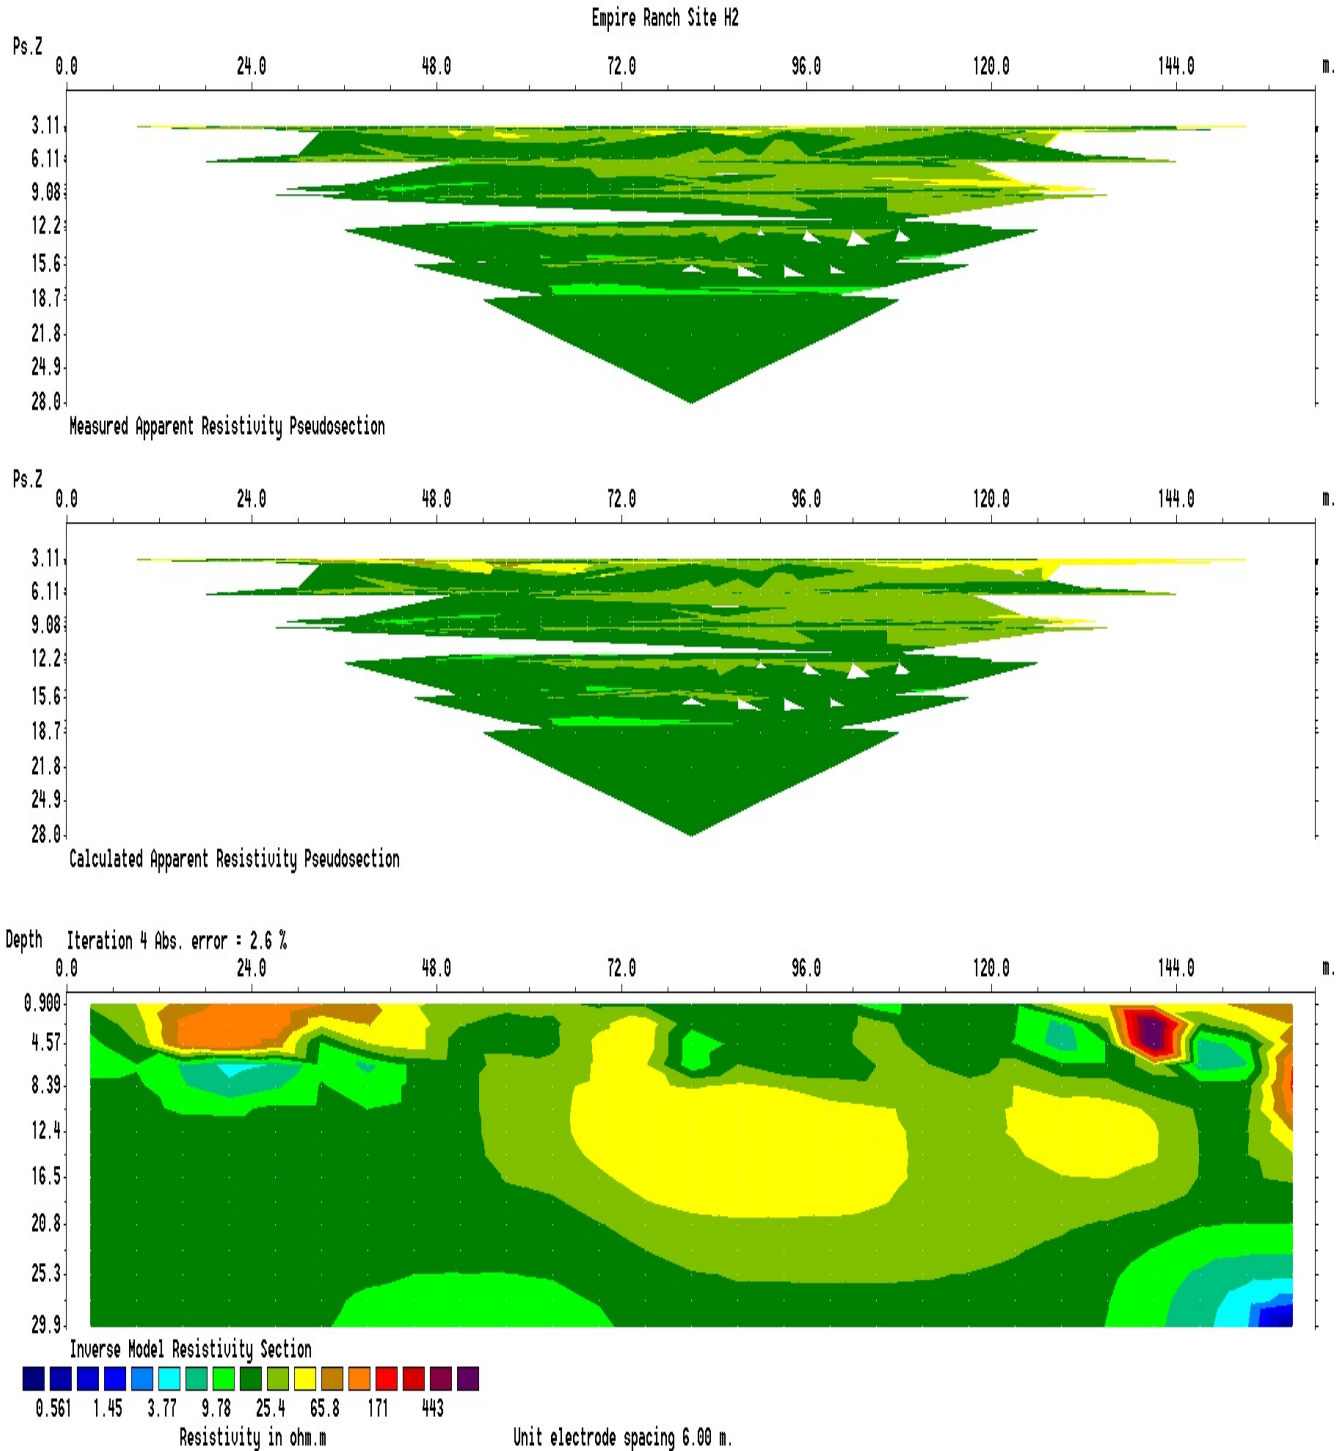 Empire Ranch Site H2
Ps.Z
0.0 24.0 48.0 72.0 96.0 120.0 144.0 m.
3.11
6.11
9.08
12.2
15.6
18.7
21.8
24.9
28.0
Measured Apparent Resistivity Pseudosection
Ps.Z
0.0 24.0 48.0 72.0 96.0 120.0 144.0 m.
3.11
6.11
9.08
12.2
15.6
18.7
21.8
24.9
28.0
Calculated Apparent Resistivity Pseudosection
Depth Iteration 4 Abs. error = 2.6 %
0.0 24.0 48.0 72.0 96.0 120.0 144.0 m.
0.900
4.57
8.39
12.4
16.5
20.8
25.3
29.9
Inverse Model Resistivity Section
0.561 1.45 3.77 9.78 25.4 65.8 171 443
Resistivity in ohm.m Unit electrode spacing 6.00 m.